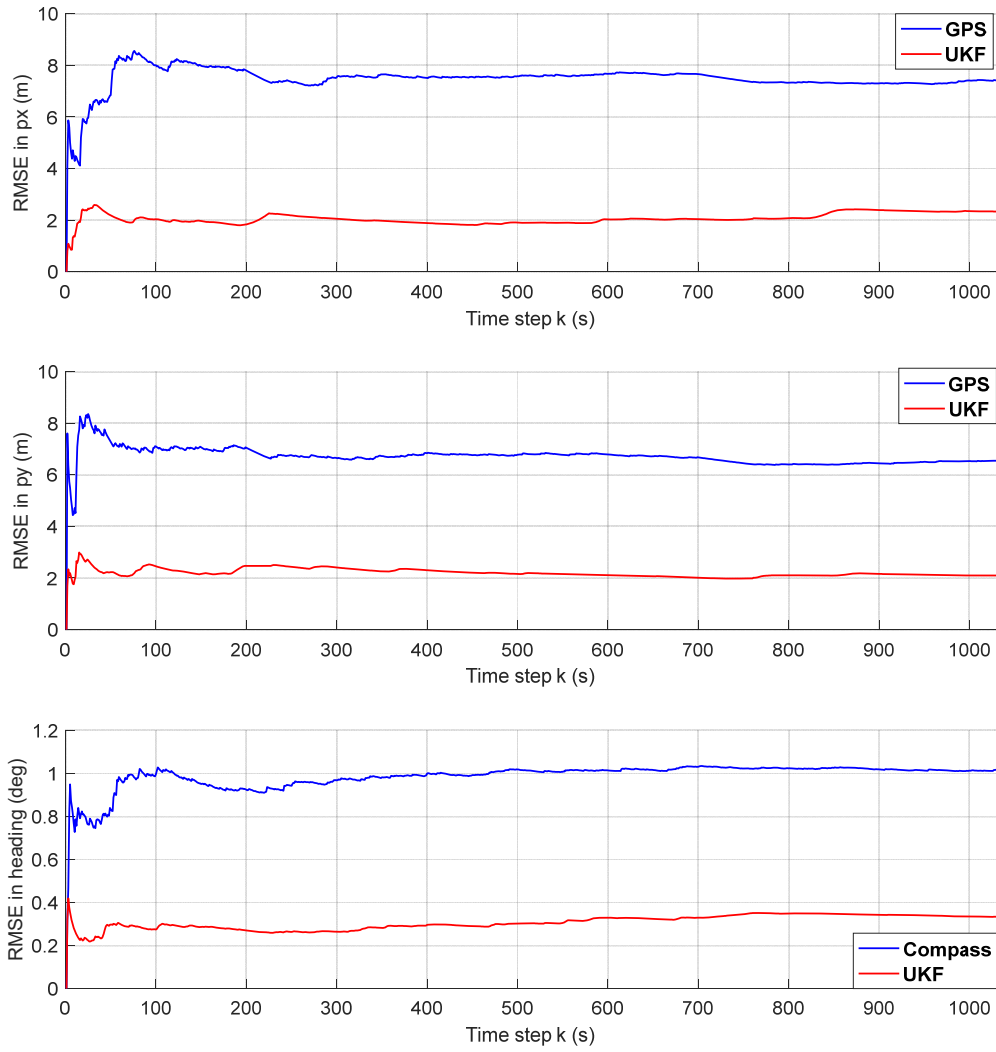 10
8
6
4
2
0
RMSE in px (m)
GPS
UKF
0 100 200 300 400 500 600 700 800 900 1000
Time step k (s)
10
8
6
4
2
0
RMSE in py (m)
GPS
UKF
0 100 200 300 400 500 600 700 800 900 1000
Time step k (s)
1.2
1
0.8
0.6
0.4
0.2
0
RMSE in heading (deg)
Compass
UKF
0 100 200 300 400 500 600 700 800 900 1000
Time step k (s)